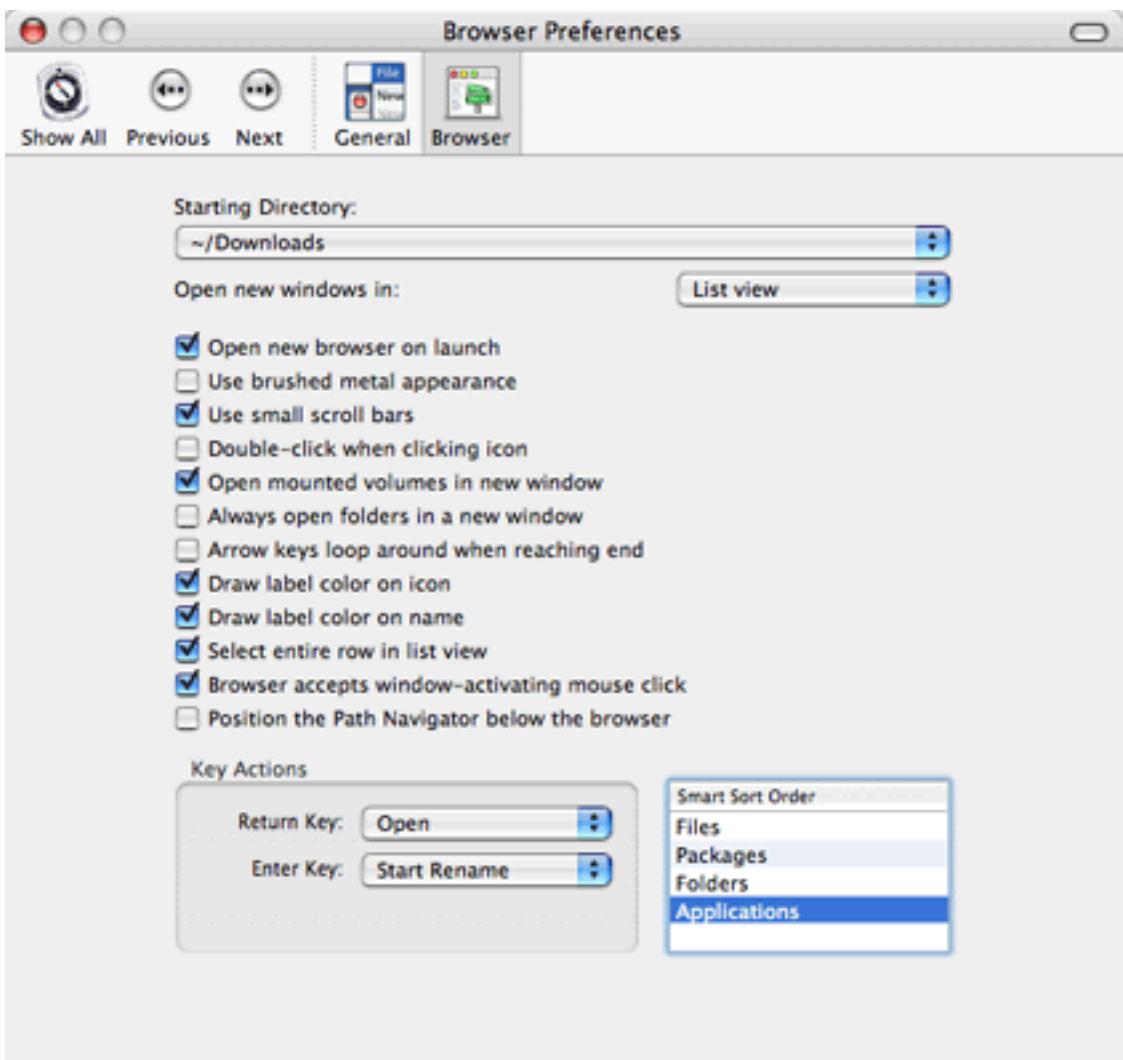 Browser Preferences
Show All Previous Next General Browser
Starting Directory:
~/Downloads
Open new windows in: List view
Open new browser on launch
Use brushed metal appearance
Use small scroll bars
Double-click when clicking icon
Open mounted volumes in new window
Always open folders in a new window
Arrow keys loop around when reaching end
Draw label color on icon
Draw label color on name
Select entire row in list view
Browser accepts window-activating mouse click
Position the Path Navigator below the browser
Key Actions
Return Key: Open
Enter Key: Start Rename
Smart Sort Order
Files
Packages
Folders
Applications